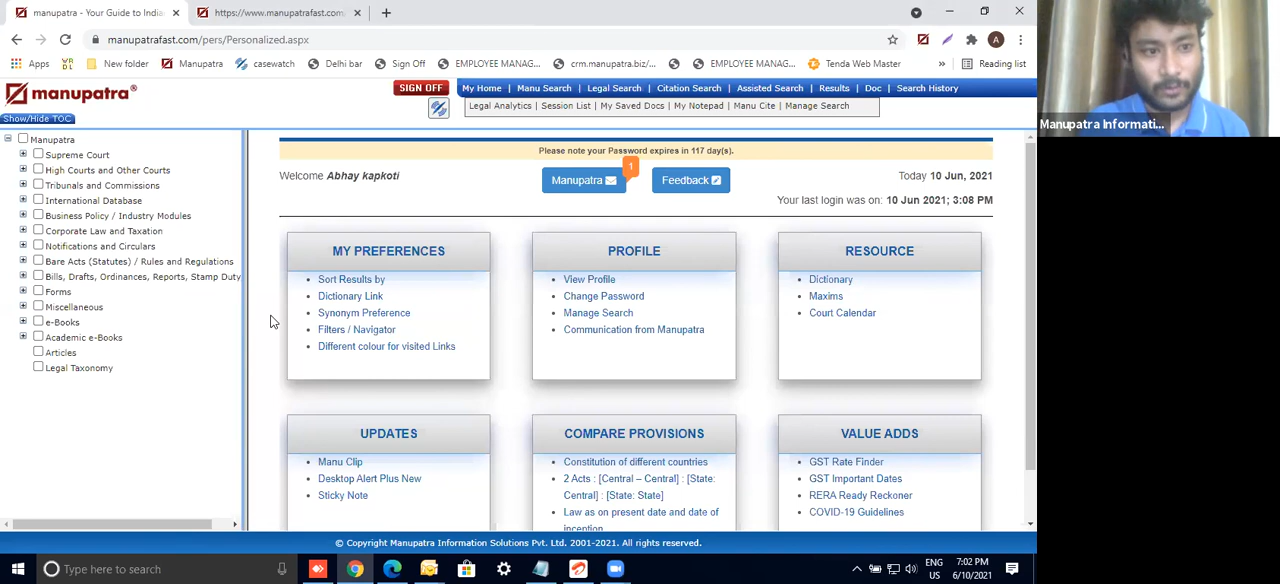 manupatra - Your Guide to India
https://www.manupatrafast.com/
manupatrafast.com/pers/Personalized.aspx
Apps
New folder
Manupatra
casewatch
Delhi bar
Sign Off
EMPLOYEE MANAG...
crm.manupatra.biz/...
EMPLOYEE MANAG...
Tenda Web Master
»
Reading list
manupatra®
SIGN OFF
My Home | Manu Search | Legal Search | Citation Search | Assisted Search | Results | Doc | Search History
Legal Analytics | Session List | My Saved Docs | My Notepad | Manu Cite | Manage Search
Show/Hide TOC
Manupatra
Supreme Court
High Courts and Other Courts
Tribunals and Commissions
International Database
Business Policy / Industry Modules
Corporate Law and Taxation
Notifications and Circulars
Bare Acts (Statutes) / Rules and Regulations
Bills, Drafts, Ordinances, Reports, Stamp Duty
Forms
Miscellaneous
e-Books
Academic e-Books
Articles
Legal Taxonomy
Please note your Password expires in 117 day(s).
Welcome Abhay kapkoti
Manupatra
1
Feedback
Today 10 Jun, 2021
Your last login was on: 10 Jun 2021; 3:08 PM
MY PREFERENCES
Sort Results by
Dictionary Link
Synonym Preference
Filters / Navigator
Different colour for visited Links
PROFILE
View Profile
Change Password
Manage Search
Communication from Manupatra
RESOURCE
Dictionary
Maxims
Court Calendar
UPDATES
Manu Clip
Desktop Alert Plus New
Sticky Note
COMPARE PROVISIONS
Constitution of different countries
2 Acts : [Central – Central] : [State:
Central] : [State: State]
Law as on present date and date of
inception
VALUE ADDS
GST Rate Finder
GST Important Dates
RERA Ready Reckoner
COVID-19 Guidelines
© Copyright Manupatra Information Solutions Pvt. Ltd. 2001-2021. All rights reserved.
Type here to search
ENG
US
7:02 PM
6/10/2021
A
Manupatra Informati...